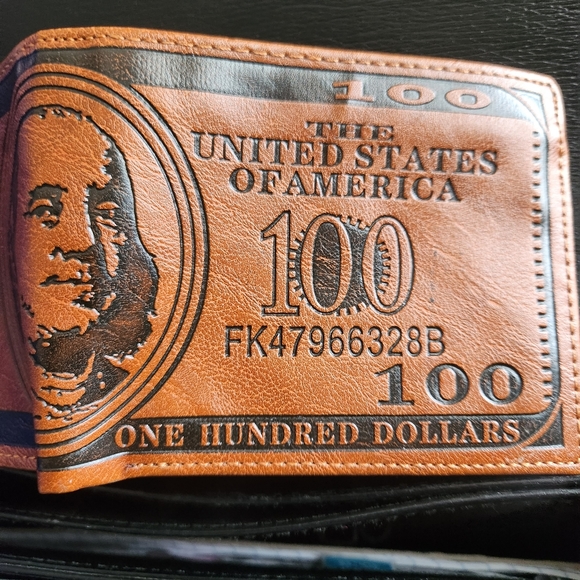 100
THE
UNITED STATES
OF AMERICA
100
FK47966328B
100
ONE HUNDRED DOLLARS